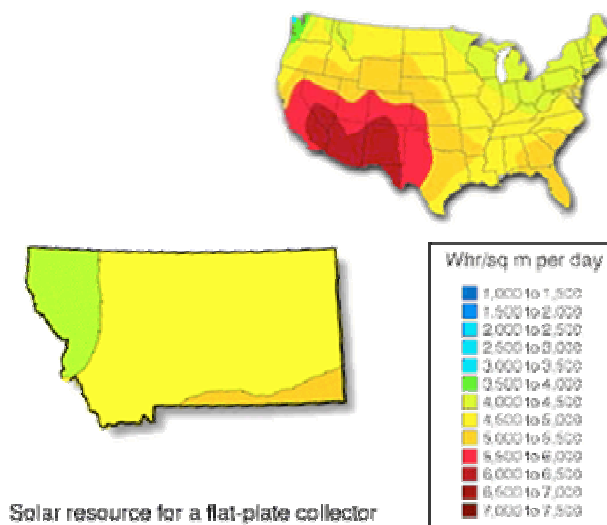 Whr/sq m per day
1,000 to 1,500
1,500 to 2,000
2,000 to 2,500
2,500 to 3,000
3,000 to 3,500
3,500 to 4,000
4,000 to 4,500
4,500 to 5,000
5,000 to 5,500
5,500 to 6,000
6,000 to 6,500
6,500 to 7,000
7,000 to 7,500
Solar resource for a flat-plate collector